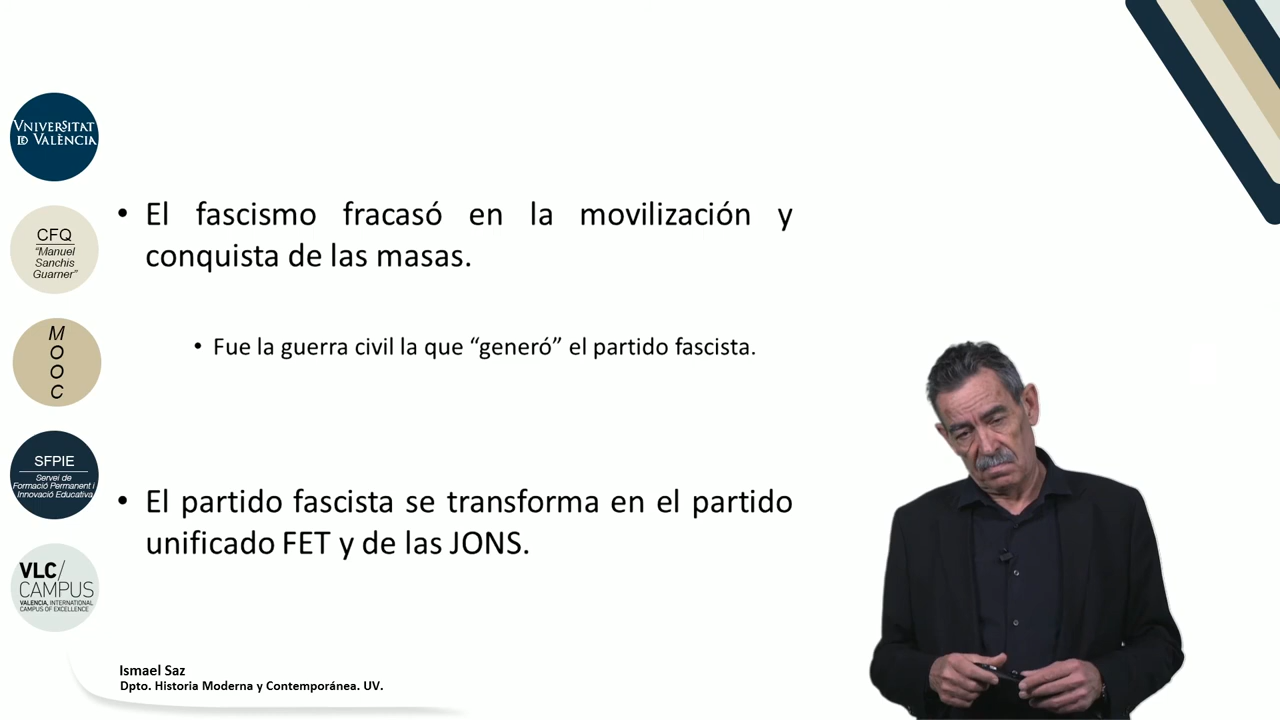 VNIVERSITAT
ID VALÈNCIA
CFQ
"Manuel
Sanchis
Guarner"
M
O
O
C
SFPIE
Servei de
Formació Permanent i
Innovació Educativa
VLC/
CAMPUS
VALENCIA, INTERNATIONAL
CAMPUS OF EXCELLENCE
• El fascismo fracasó en la movilización y
conquista de las masas.
• Fue la guerra civil la que “generó” el partido fascista.
• El partido fascista se transforma en el partido
unificado FET y de las JONS.
Ismael Saz
Dpto. Historia Moderna y Contemporánea. UV.